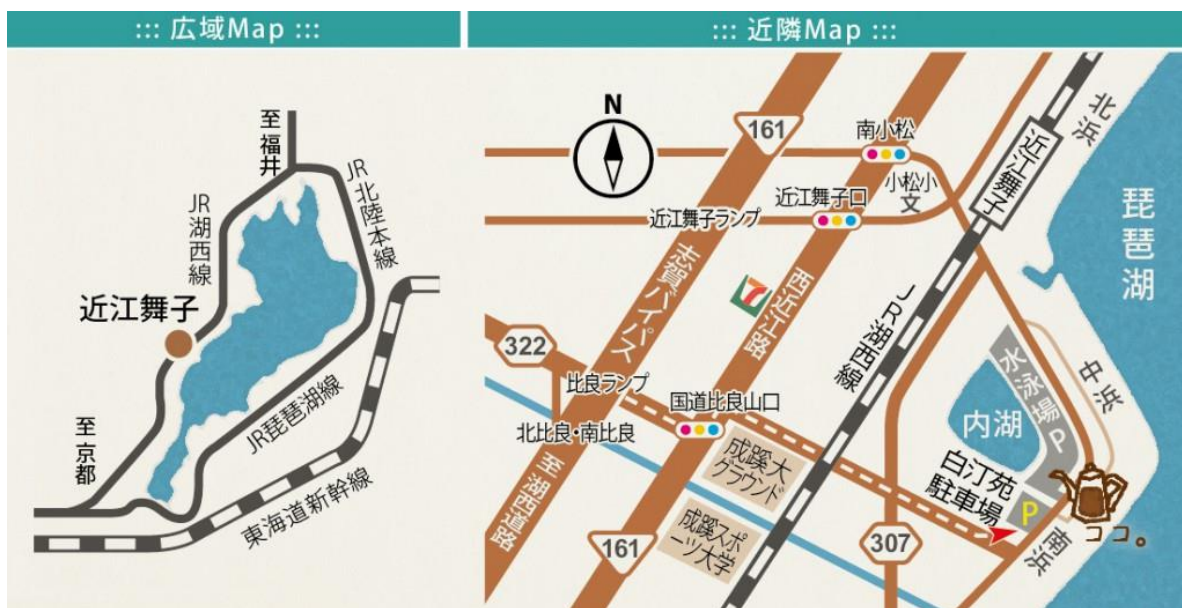 ::: 広域Map :::
至福井
JR湖西線
JR北陸本線
近江舞子
至京都
JR琵琶湖線
東海道新幹線
::: 近隣Map :::
N
161
南小松
北浜
近江舞子
小松小
文
近江舞子口
近江舞子ランプ
琵琶湖
志賀バイパス
7
西近江路
JR湖西線
322
比良ランプ
国道比良山口
北比良・南比良
水泳場P
中浜
内湖
成蹊大
グラウンド
白汀苑
駐車場
P
至湖西道路
成蹊スポ
ーツ大学
161
307
ココ。
南浜